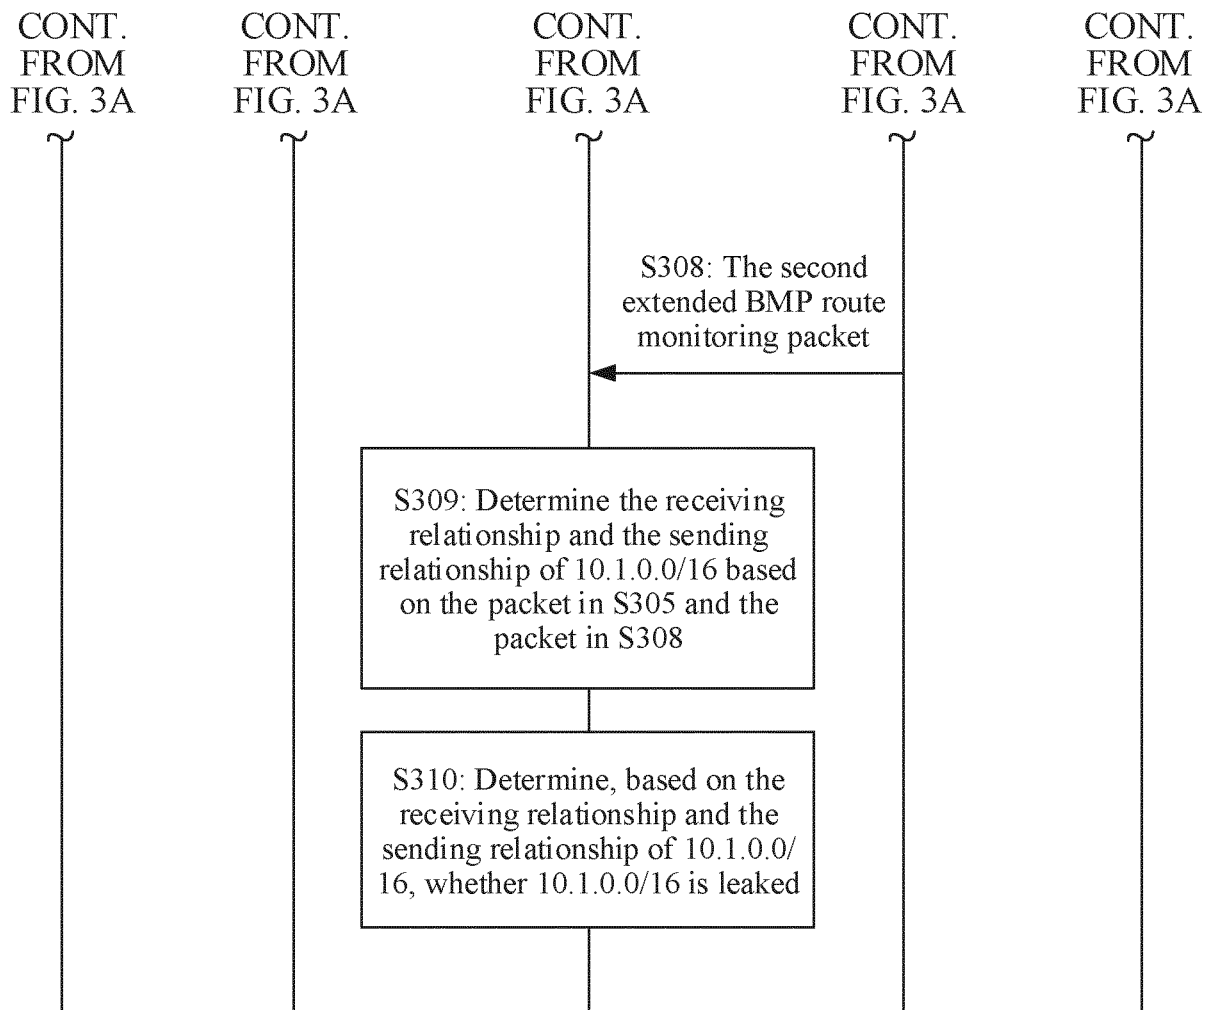 CONT.
FROM
FIG. 3A
CONT.
FROM
FIG. 3A
CONT.
FROM
FIG. 3A
CONT.
FROM
FIG. 3A
CONT.
FROM
FIG. 3A
S308: The second
extended BMP route
monitoring packet
S309: Determine the receiving
relationship and the sending
relationship of 10.1.0.0/16 based
on the packet in S305 and the
packet in S308
S310: Determine, based on the
receiving relationship and the
sending relationship of 10.1.0.0/
16, whether 10.1.0.0/16 is leaked